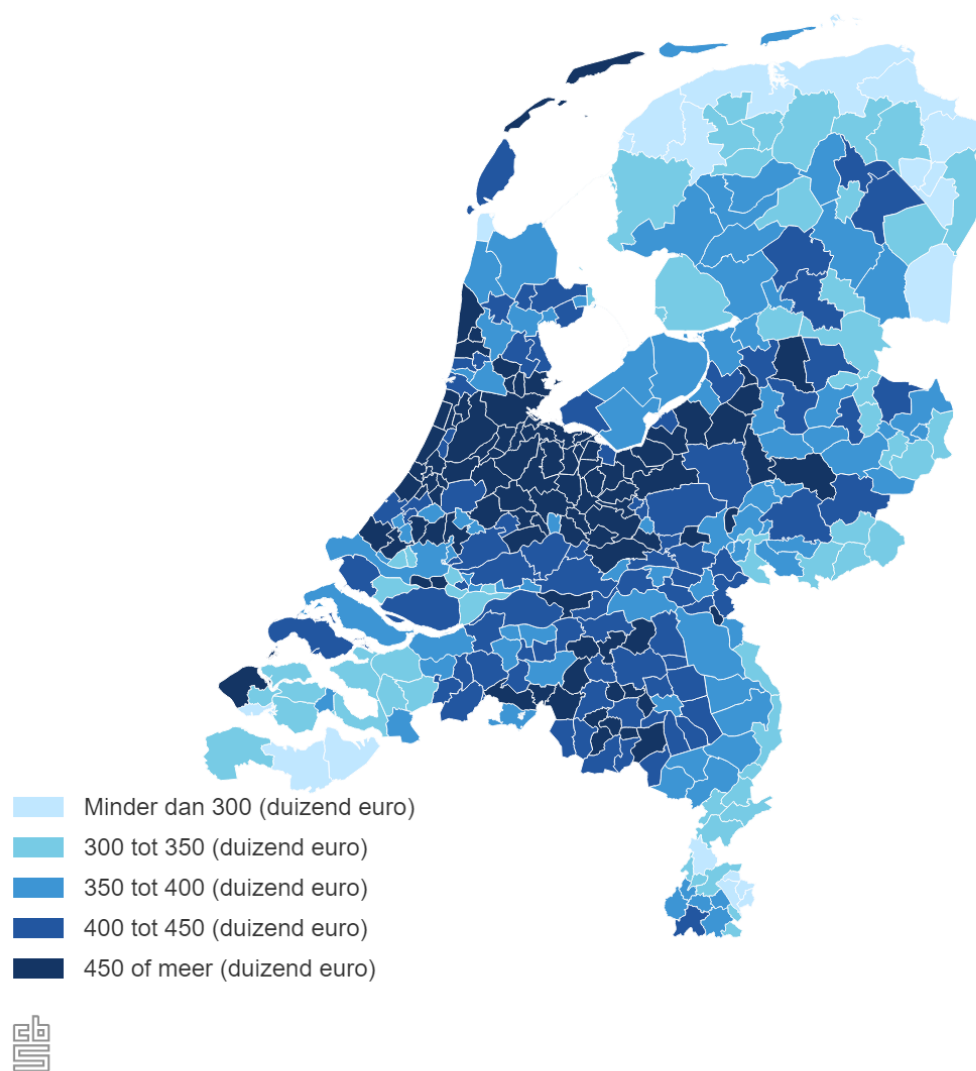 Minder dan 300 (duizend euro)
300 tot 350 (duizend euro)
350 tot 400 (duizend euro)
400 tot 450 (duizend euro)
450 of meer (duizend euro)
cbs